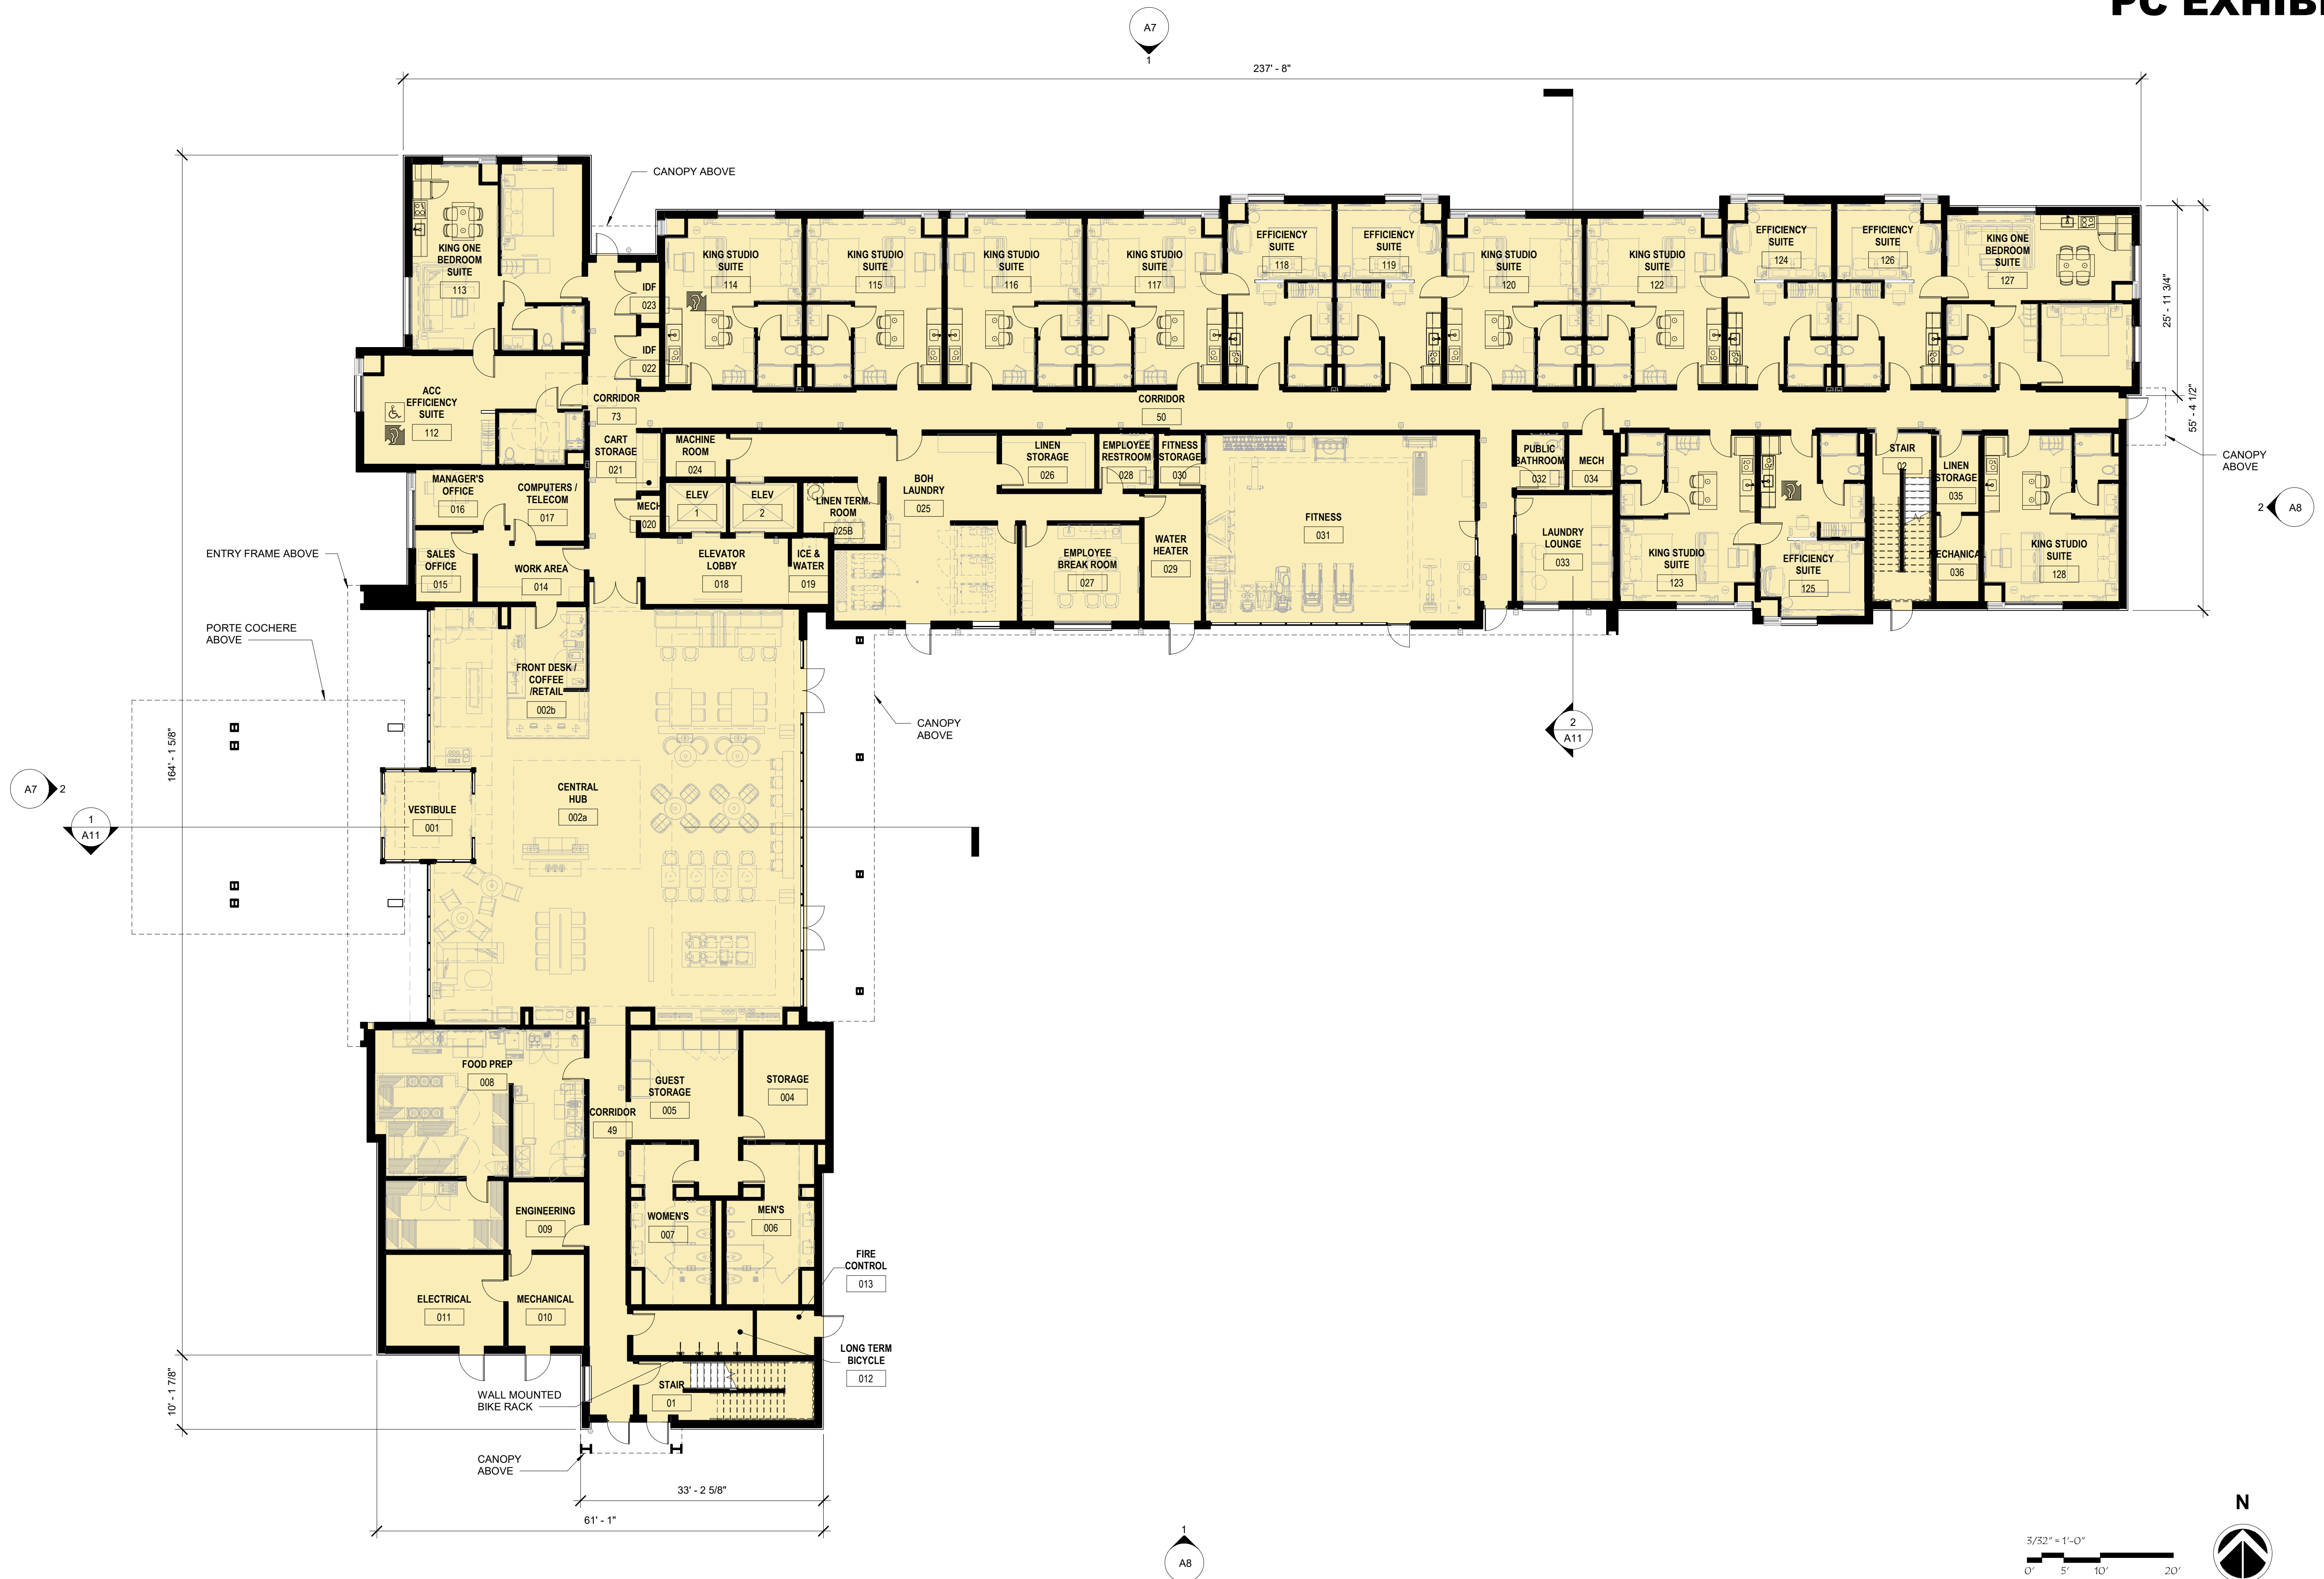 PC EXHIB
A7
1
237' - 8"
CANOPY ABOVE
KING ONE
BEDROOM
SUITE
113
IDF
023
IDF
022
KING STUDIO
SUITE
114
KING STUDIO
SUITE
115
KING STUDIO
SUITE
116
KING STUDIO
SUITE
117
EFFICIENCY
SUITE
118
EFFICIENCY
SUITE
119
KING STUDIO
SUITE
120
KING STUDIO
SUITE
122
EFFICIENCY
SUITE
124
EFFICIENCY
SUITE
126
KING ONE
BEDROOM
SUITE
127
25' - 11 3/4"
55' - 4 1/2"
ACC
EFFICIENCY
SUITE
112
CORRIDOR
73
CORRIDOR
50
CART
STORAGE
021
MACHINE
ROOM
024
BOH
LAUNDRY
025
LINEN
STORAGE
026
EMPLOYEE
RESTROOM
028
FITNESS
STORAGE
030
PUBLIC
BATHROOM
032
MECH
034
STAIR
02
LINEN
STORAGE
035
CANOPY
ABOVE
MANAGER'S
OFFICE
016
COMPUTERS /
TELECOM
017
MECH
020
ELEV
1
ELEV
2
LINEN TERM.
ROOM
025B
FITNESS
031
2
A8
ENTRY FRAME ABOVE
SALES
OFFICE
015
WORK AREA
014
ELEVATOR
LOBBY
018
ICE &
WATER
019
EMPLOYEE
BREAK ROOM
027
WATER
HEATER
029
LAUNDRY
LOUNGE
033
KING STUDIO
SUITE
123
EFFICIENCY
SUITE
125
MECHANICAL
036
KING STUDIO
SUITE
128
PORTE COCHERE
ABOVE
FRONT DESK /
COFFEE
/RETAIL
002b
CANOPY
ABOVE
2
A11
164' - 1 5/8"
A7
2
1
A11
VESTIBULE
001
CENTRAL
HUB
002a
FOOD PREP
008
GUEST
STORAGE
005
STORAGE
004
CORRIDOR
49
ENGINEERING
009
WOMEN'S
007
MEN'S
006
FIRE
CONTROL
013
ELECTRICAL
011
MECHANICAL
010
LONG TERM
BICYCLE
012
10' - 1 7/8"
WALL MOUNTED
BIKE RACK
STAIR
01
CANOPY
ABOVE
33' - 2 5/8"
61' - 1"
1
A8
N
3/32" = 1'-0"
0' 5' 10' 20'